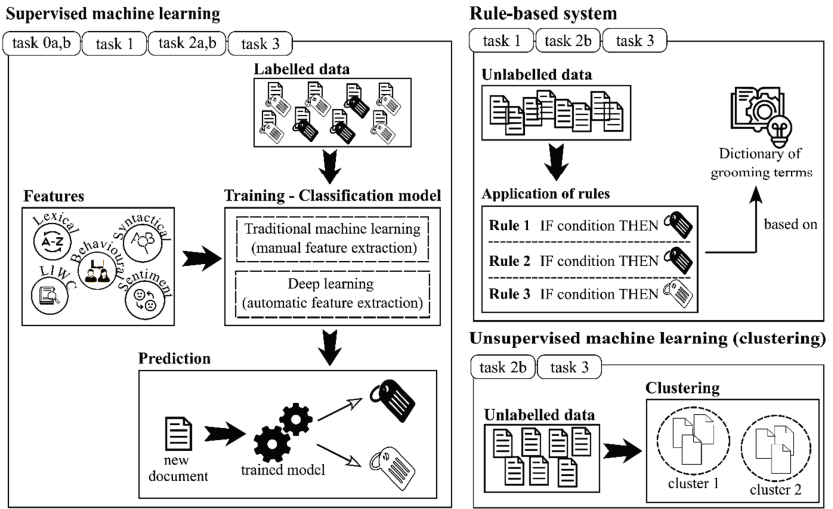 Supervised machine learning
task 0a,b
task 1
task 2a,b
task 3
Labelled data
Features
Lexical
A-Z
Syntactical
A
B
Behavioural
LIWC
Sentiment
Training - Classification model
Traditional machine learning
(manual feature extraction)
Deep learning
(automatic feature extraction)
Prediction
new
document
trained model
Rule-based system
task 1
task 2b
task 3
Unlabelled data
Dictionary of
grooming terms
Application of rules
Rule 1 IF condition THEN
Rule 2 IF condition THEN
Rule 3 IF condition THEN
based on
Unsupervised machine learning (clustering)
task 2b
task 3
Unlabelled data
Clustering
cluster 1
cluster 2